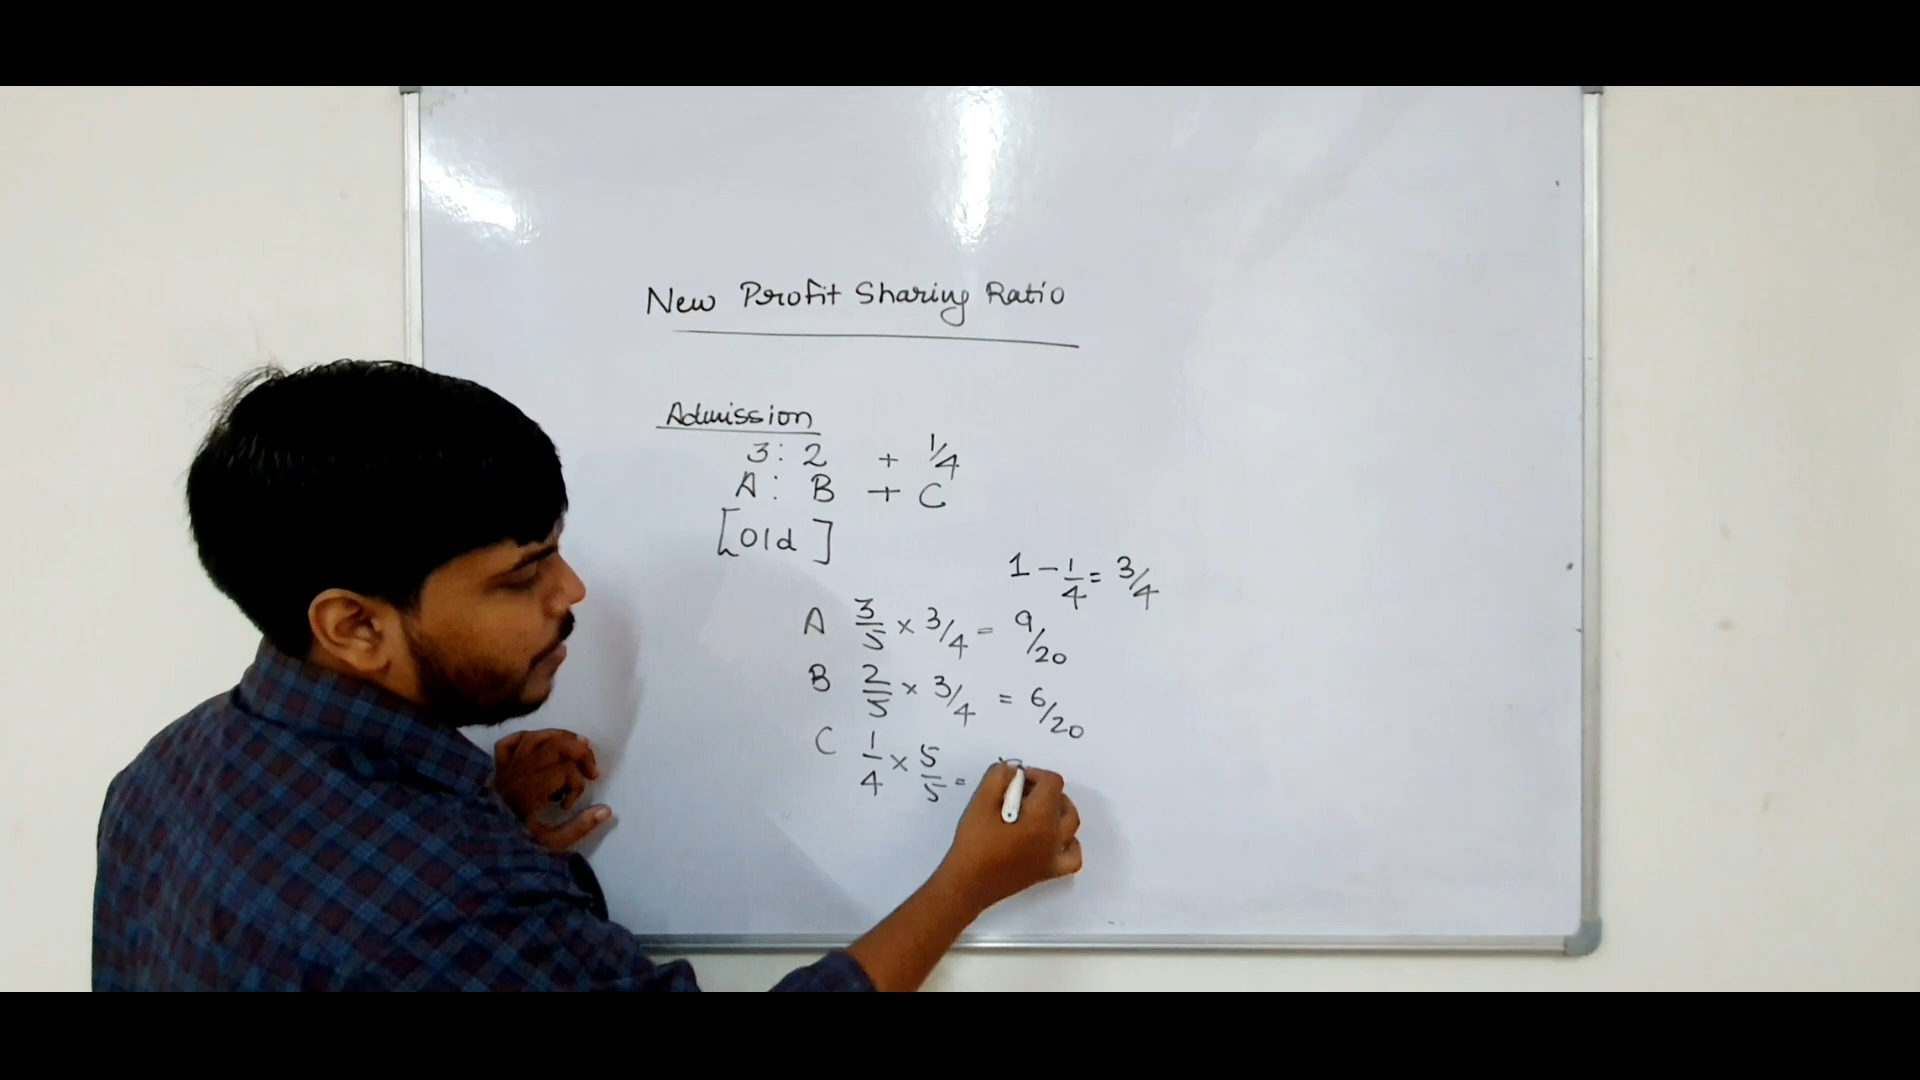 New Profit Sharing Ratio
Admission
3 : 2 + 1/4
A : B + C
[Old]
1 - 1/4 = 3/4
A 3/5 × 3/4 = 9/20
B 2/5 × 3/4 = 6/20
C 1/4 × 5/5 =